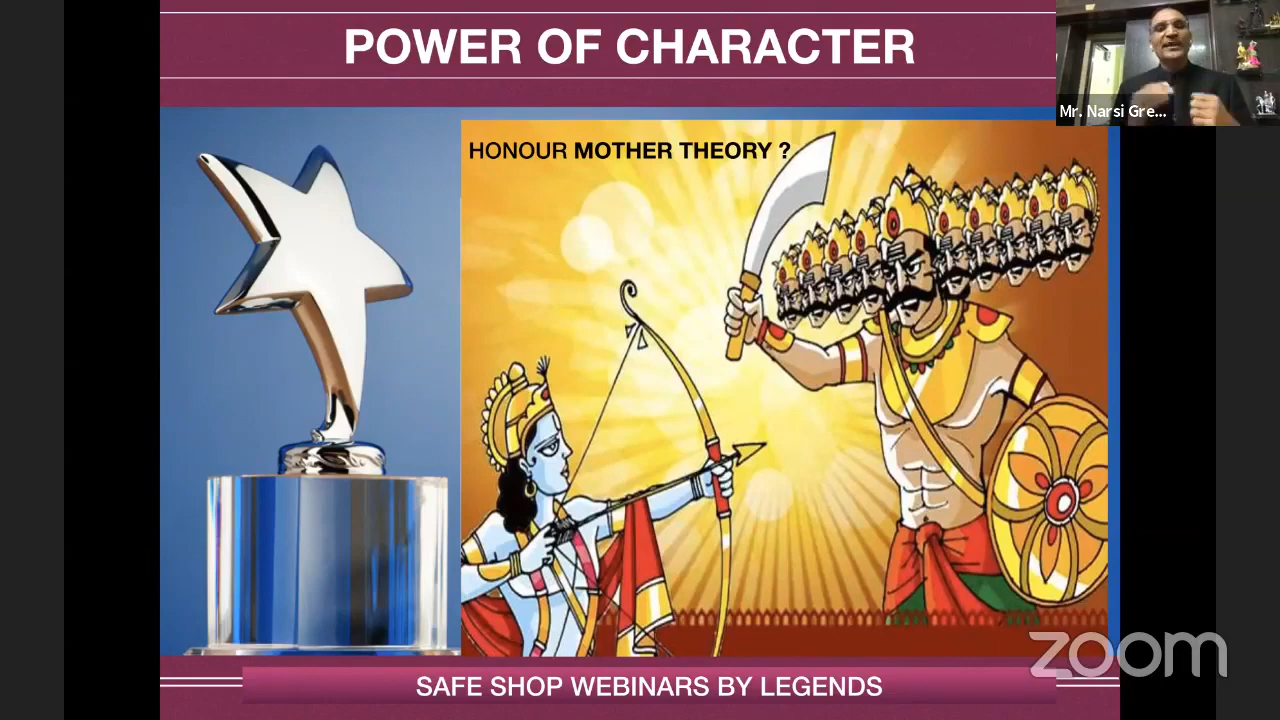 POWER OF CHARACTER
Mr. Narsi Gre...
HONOUR MOTHER THEORY ?
zoom
SAFE SHOP WEBINARS BY LEGENDS